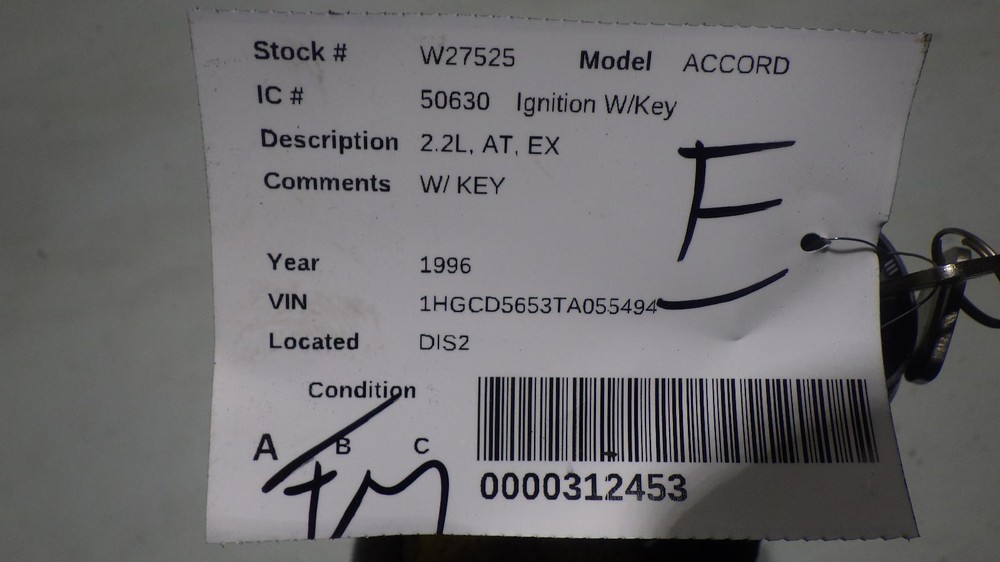 Stock # W27525 Model ACCORD
IC # 50630 Ignition W/Key
Description 2.2L, AT, EX
Comments W/ KEY
E
Year 1996
VIN 1HGCD5653TA055494
Located DIS2
Condition
A B C
0000312453